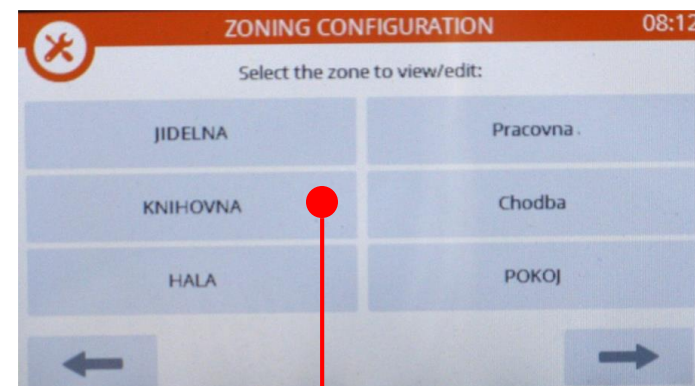 ZONING CONFIGURATION 08:12
Select the zone to view/edit:
JIDELNA Pracovna
KNIHOVNA Chodba
HALA POKOJ